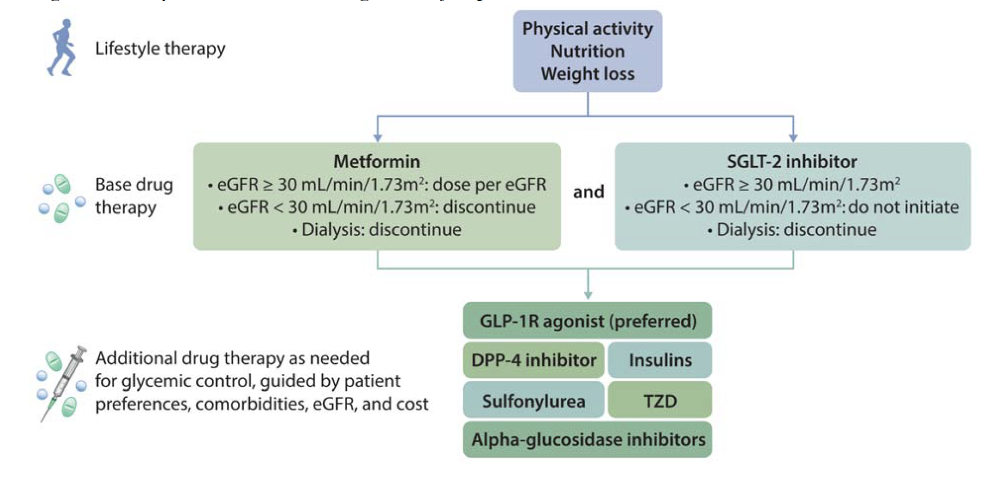 Lifestyle therapy
Physical activity
Nutrition
Weight loss
Base drug
therapy
Metformin
• eGFR ≥ 30 mL/min/1.73m²: dose per eGFR
• eGFR < 30 mL/min/1.73m²: discontinue
• Dialysis: discontinue
and
SGLT-2 inhibitor
• eGFR ≥ 30 mL/min/1.73m²
• eGFR < 30 mL/min/1.73m²: do not initiate
• Dialysis: discontinue
Additional drug therapy as needed
for glycemic control, guided by patient
preferences, comorbidities, eGFR, and cost
GLP-1R agonist (preferred)
DPP-4 inhibitor
Insulins
Sulfonylurea
TZD
Alpha-glucosidase inhibitors